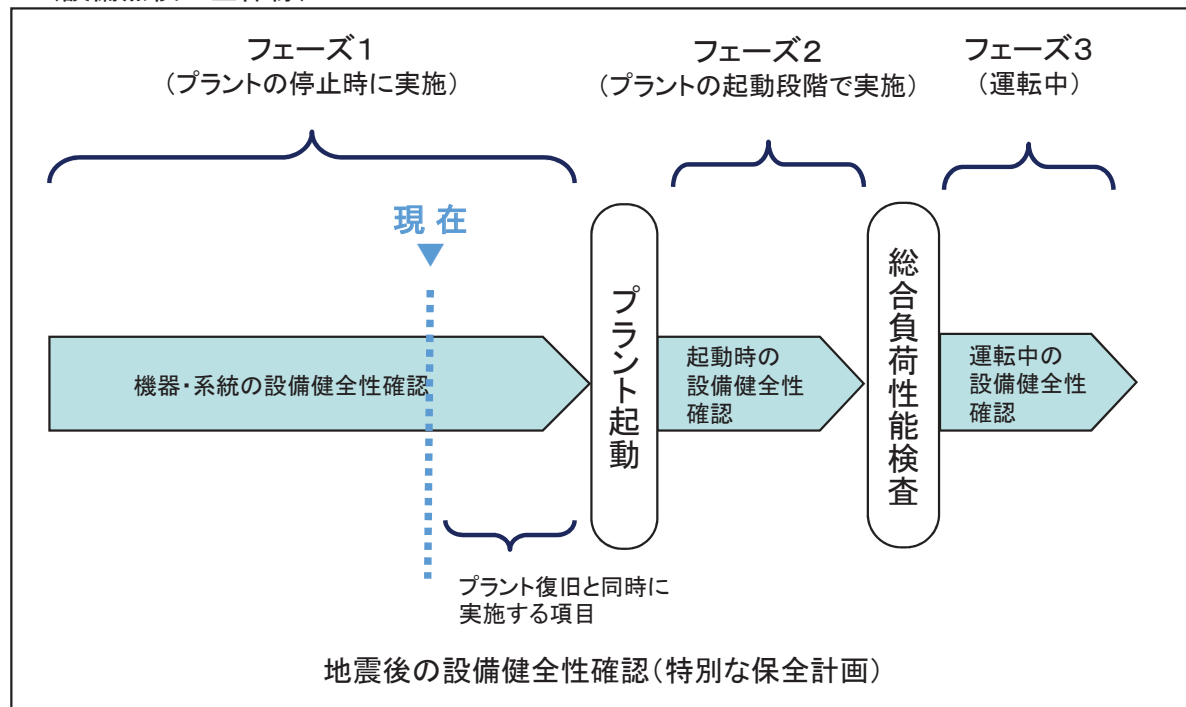 フェーズ1
(プラントの停止時に実施)
フェーズ2
(プラントの起動段階で実施)
フェーズ3
(運転中)
現 在
機器・系統の設備健全性確認
プラント起動
起動時の
設備健全性
確認
総合負荷性能検査
運転中の
設備健全性
確認
プラント復旧と同時に
実施する項目
地震後の設備健全性確認(特別な保全計画)